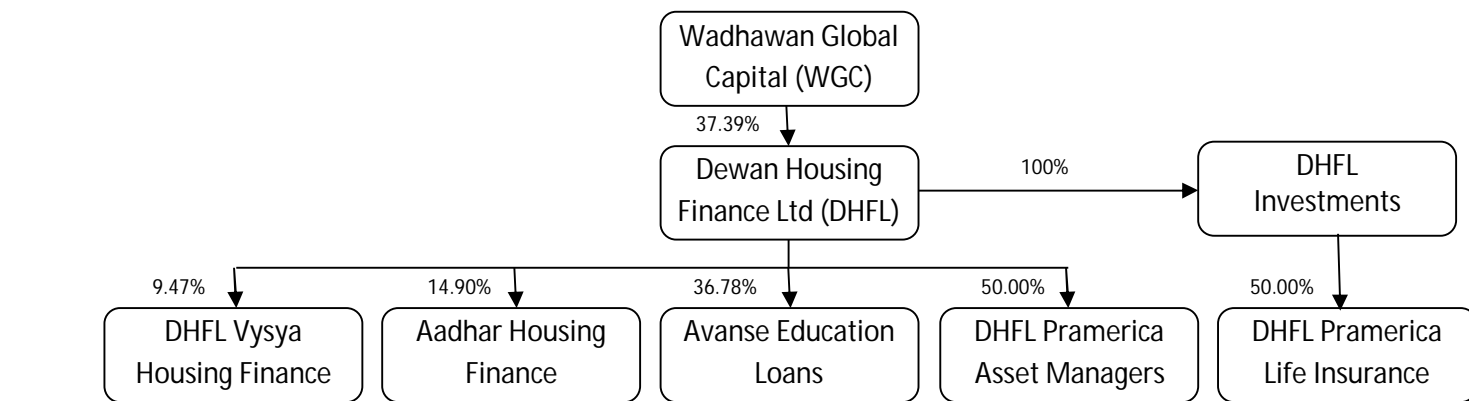 Wadhawan Global
Capital (WGC)
37.39%
Dewan Housing
Finance Ltd (DHFL)
100%
DHFL
Investments
9.47%
14.90%
36.78%
50.00%
50.00%
DHFL Vysya
Housing Finance
Aadhar Housing
Finance
Avanse Education
Loans
DHFL Pramerica
Asset Managers
DHFL Pramerica
Life Insurance